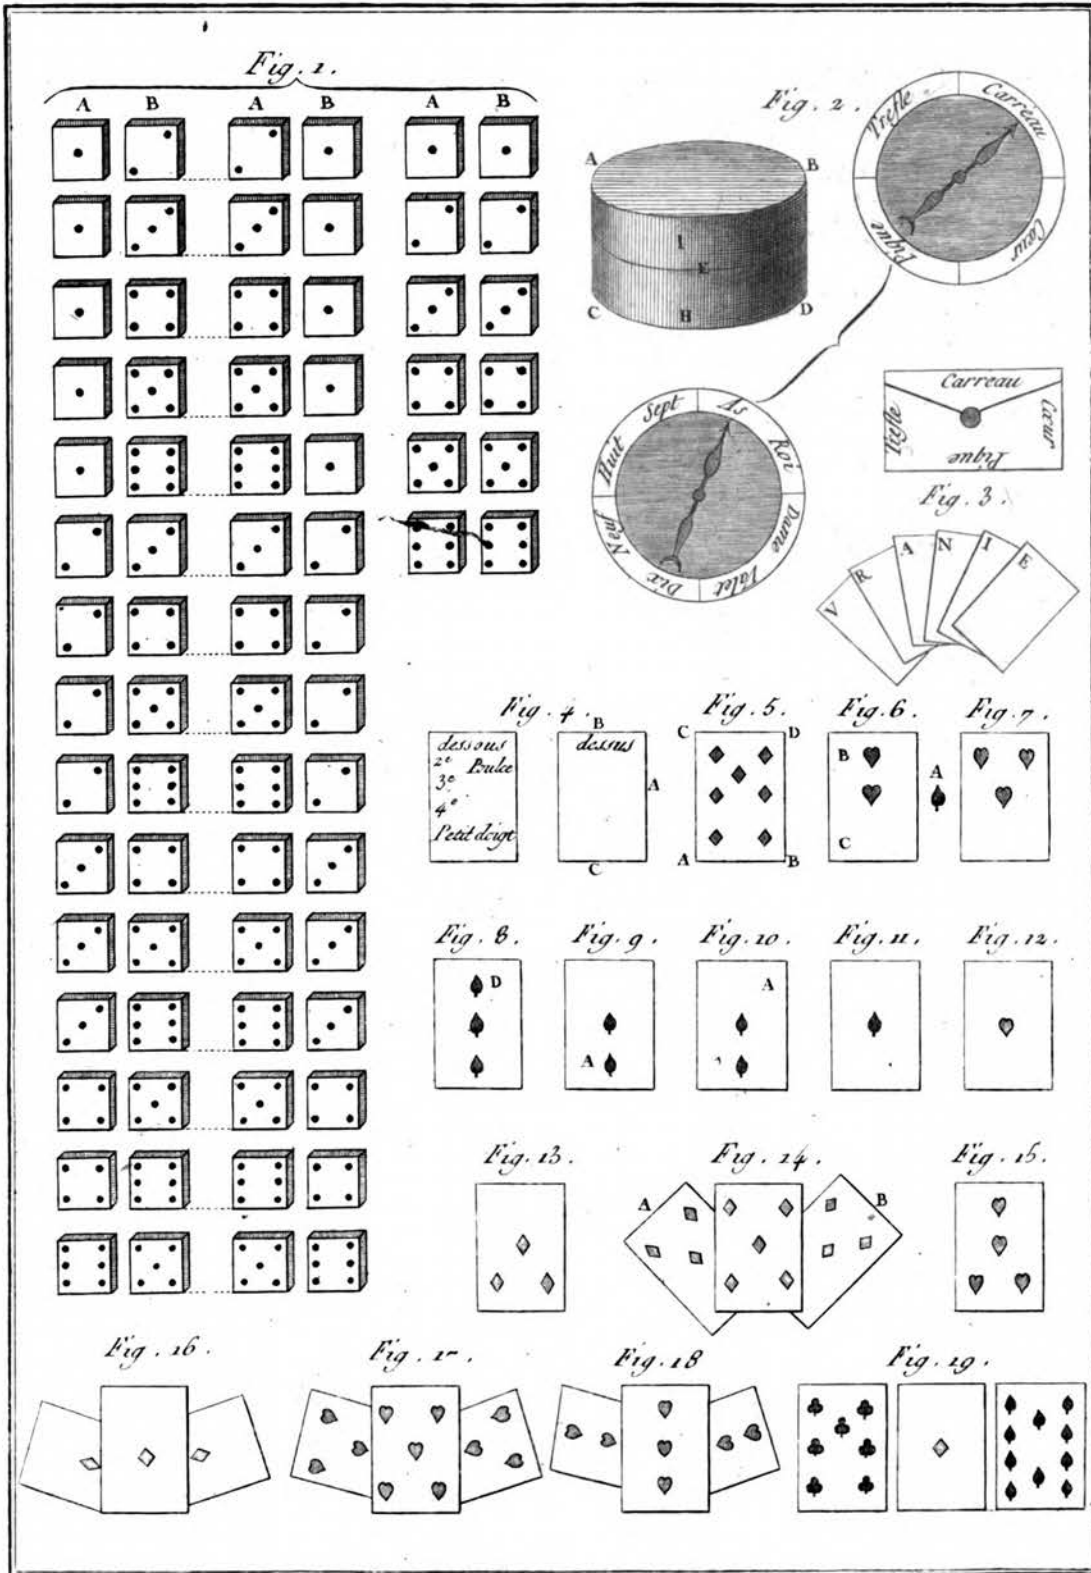 Fig. 1.
A B A B A B
Fig. 2.
A B
I
E
C H D
Trefle Carreau
Pique Cœur
Sept As
Huit Roi
Neuf Dame
Dix Valet
Carreau
Trefle Cœur
Pique
Fig. 3.
V R A N I E
Fig. 4. Fig. 5. Fig. 6. Fig. 7.
B
dessous
2e Poulce
3e
4e
Petit doigt
dessus
A
C
C D
A B
B A
C
Fig. 8. Fig. 9. Fig. 10. Fig. 11. Fig. 12.
D A
A
Fig. 13. Fig. 14. Fig. 15.
A B
Fig. 16. Fig. 17. Fig. 18 Fig. 19.